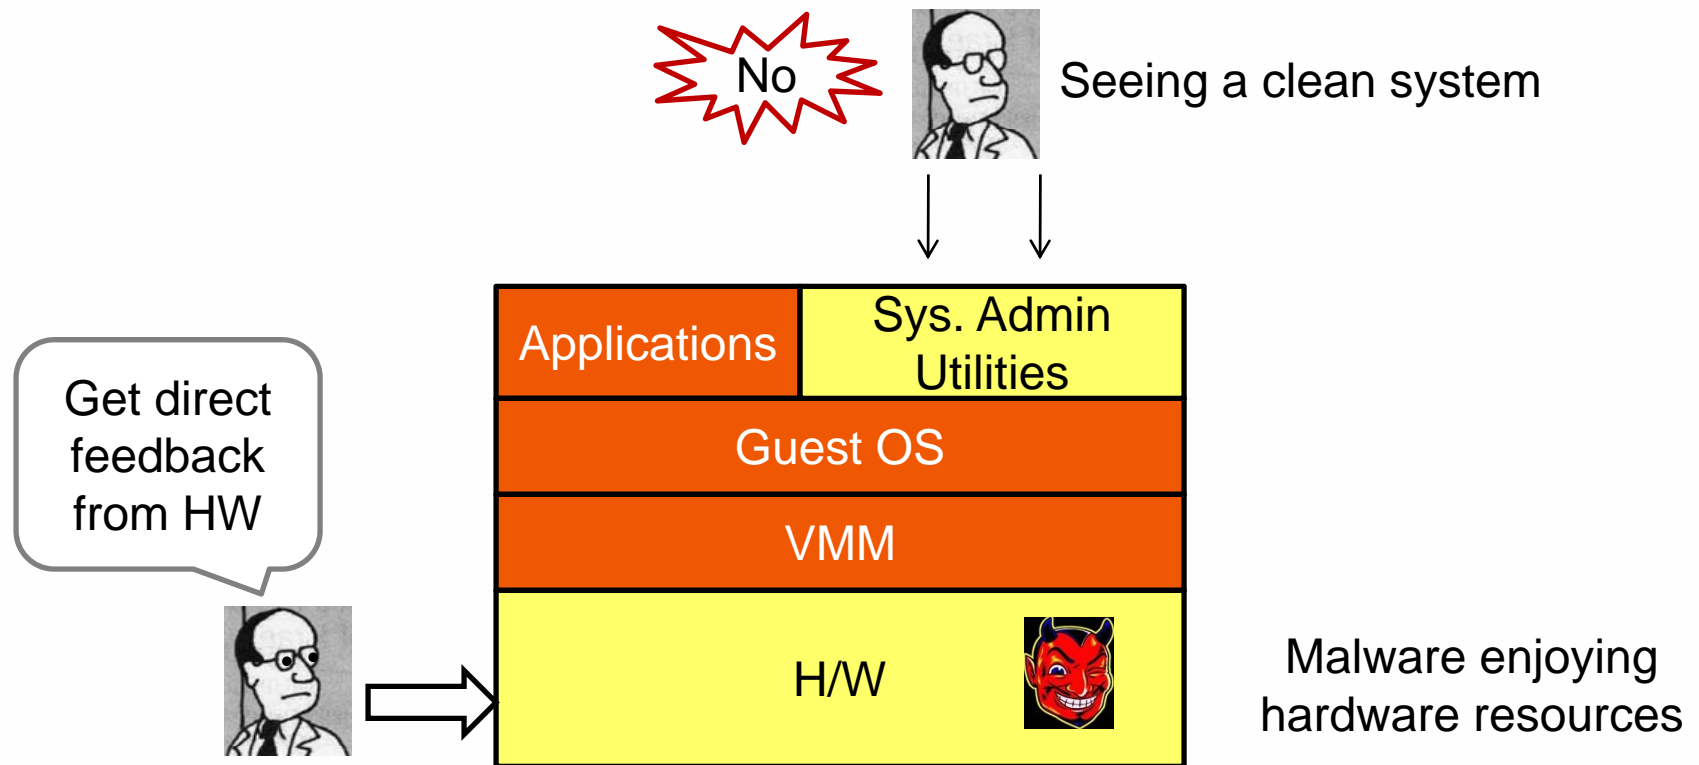 No
Seeing a clean system
Applications
Sys. Admin
Utilities
Get direct
feedback
from HW
Guest OS
VMM
H/W
Malware enjoying
hardware resources